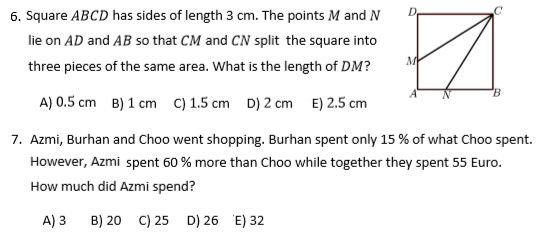 6. Square ABCD has sides of length 3 cm. The points M and N
lie on AD and AB so that CM and CN split the square into
three pieces of the same area. What is the length of DM?
A) 0.5 cm B) 1 cm C) 1.5 cm D) 2 cm E) 2.5 cm
D C
M
A N B
7. Azmi, Burhan and Choo went shopping. Burhan spent only 15 % of what Choo spent.
However, Azmi spent 60 % more than Choo while together they spent 55 Euro.
How much did Azmi spend?
A) 3 B) 20 C) 25 D) 26 E) 32